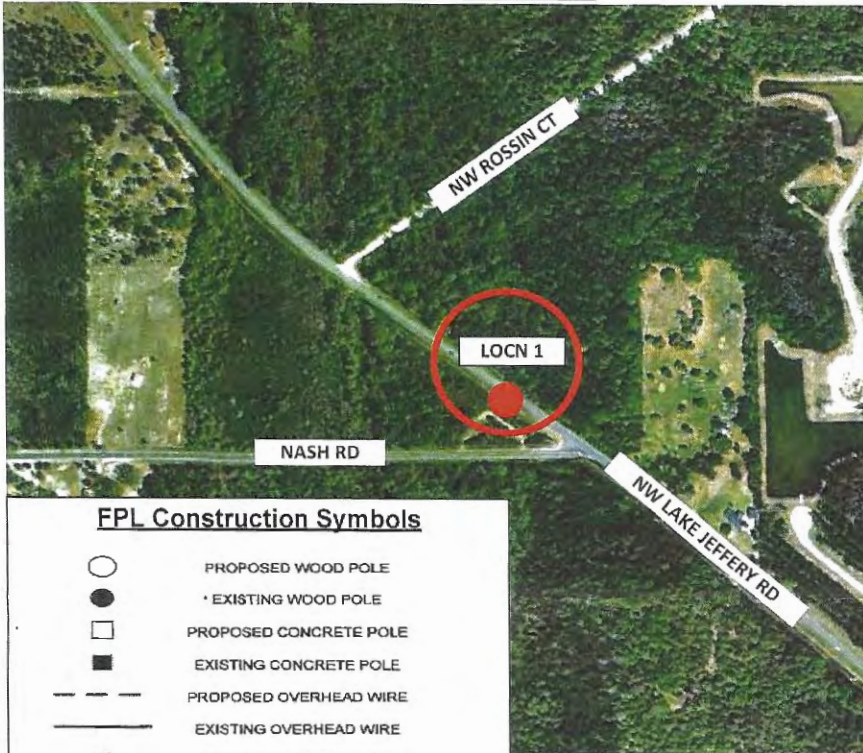 NW ROSSIN CT
LOCN 1
NASH RD
NW LAKE JEFFERY RD
FPL Construction Symbols
PROPOSED WOOD POLE
EXISTING WOOD POLE
PROPOSED CONCRETE POLE
EXISTING CONCRETE POLE
PROPOSED OVERHEAD WIRE
EXISTING OVERHEAD WIRE